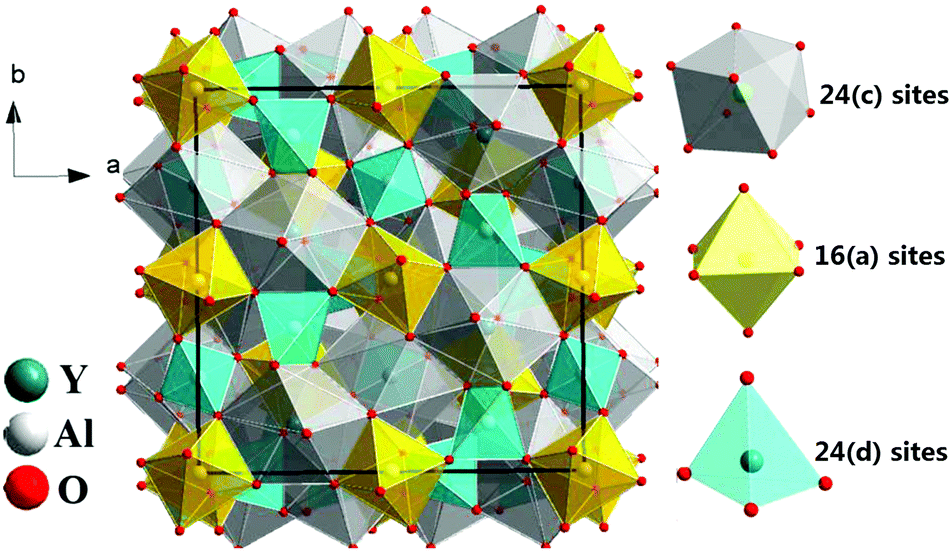 b
a
24(c) sites
16(a) sites
24(d) sites
Y
Al
O